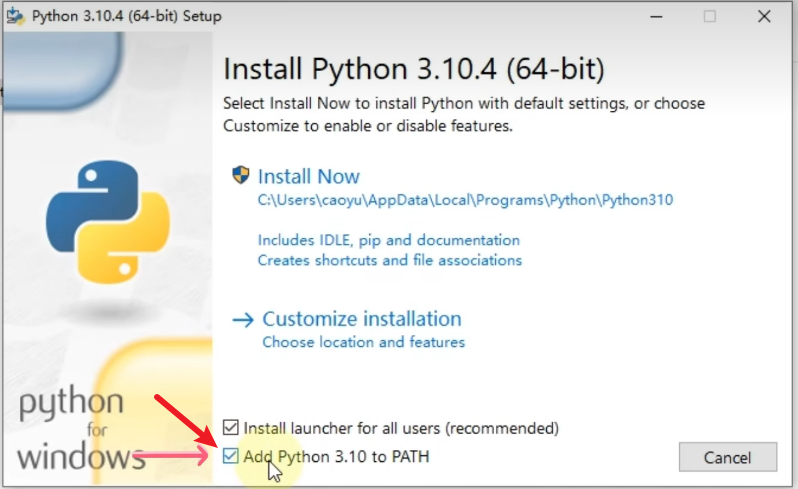 Python 3.10.4 (64-bit) Setup
Install Python 3.10.4 (64-bit)
Select Install Now to install Python with default settings, or choose
Customize to enable or disable features.
Install Now
C:\Users\caoyu\AppData\Local\Programs\Python\Python310
Includes IDLE, pip and documentation
Creates shortcuts and file associations
Customize installation
Choose location and features
python
for
windows
Install launcher for all users (recommended)
Add Python 3.10 to PATH
Cancel